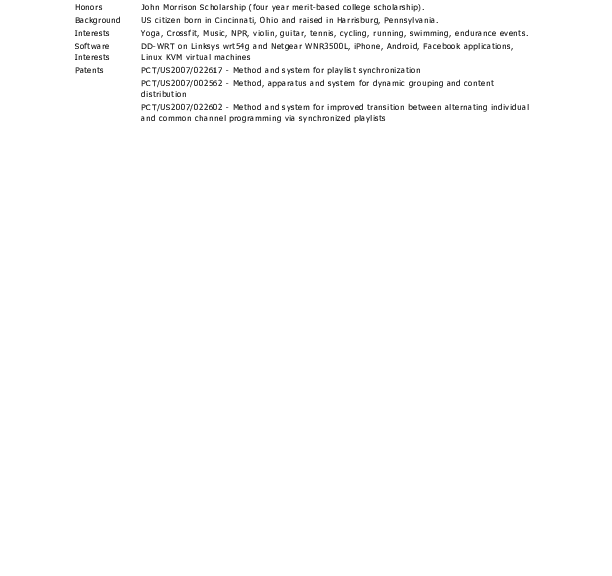 Honors John Morrison Scholarship (four year merit-based college scholarship).
Background US citizen born in Cincinnati, Ohio and raised in Harrisburg, Pennsylvania.
Interests Yoga, Crossfit, Music, NPR, violin, guitar, tennis, cycling, running, swimming, endurance events.
Software DD-WRT on Linksys wrt54g and Netgear WNR3500L, iPhone, Android, Facebook applications,
Interests Linux KVM virtual machines
Patents PCT/US2007/022617 - Method and system for playlist synchronization
PCT/US2007/002562 - Method, apparatus and system for dynamic grouping and content
distribution
PCT/US2007/022602 - Method and system for improved transition between alternating individual
and common channel programming via synchronized playlists